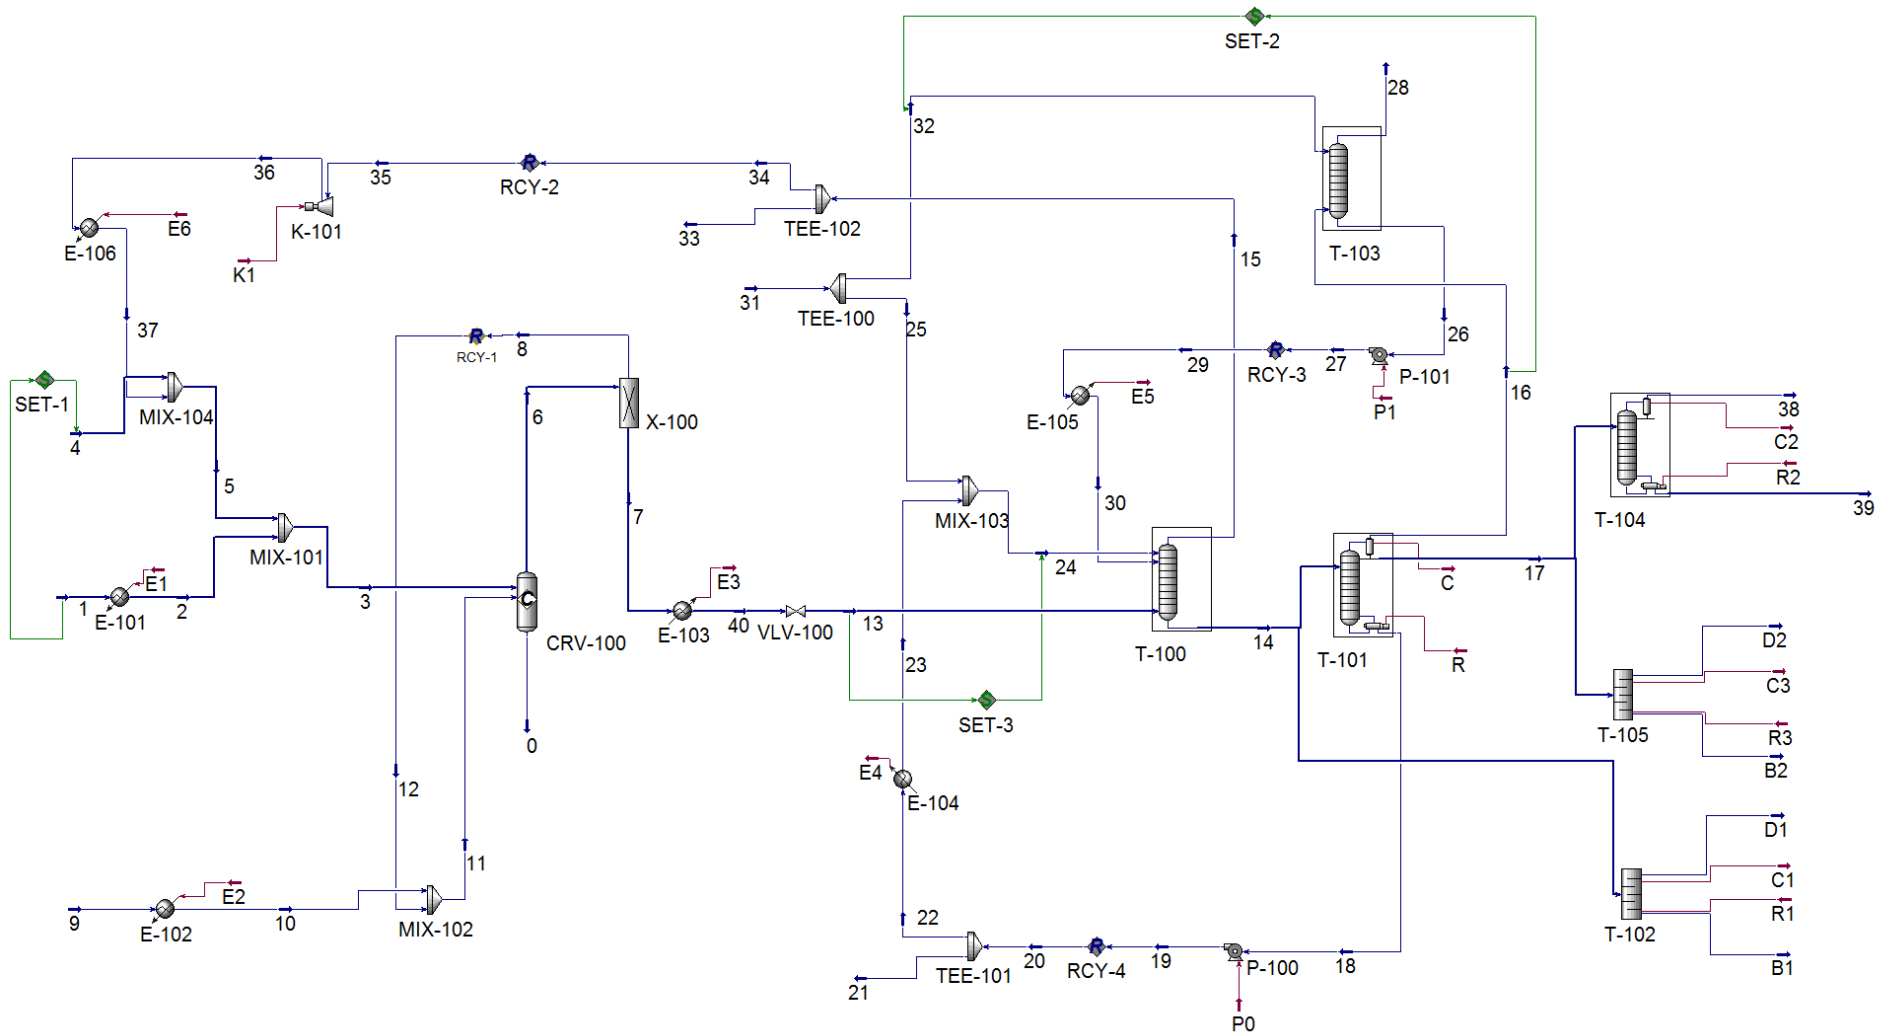 SET-2
28
32
36
35
RCY-2
34
TEE-102
33
E6
K-101
E-106
K1
T-103
15
31
TEE-100
25
26
37
RCY-1
8
29
RCY-3
27
P-101
P1
E5
E-105
16
SET-1
MIX-104
4
6
X-100
38
C2
R2
T-104
39
5
7
MIX-103
30
MIX-101
24
E1
1
E-101
2
3
CRV-100
E3
E-103
40
VLV-100
13
T-100
14
C
T-101
R
17
23
SET-3
D2
C3
T-105
R3
B2
0
12
E4
E-104
D1
11
C1
R1
T-102
B1
9
E2
E-102
10
MIX-102
22
TEE-101
21
20
RCY-4
19
P-100
18
P0